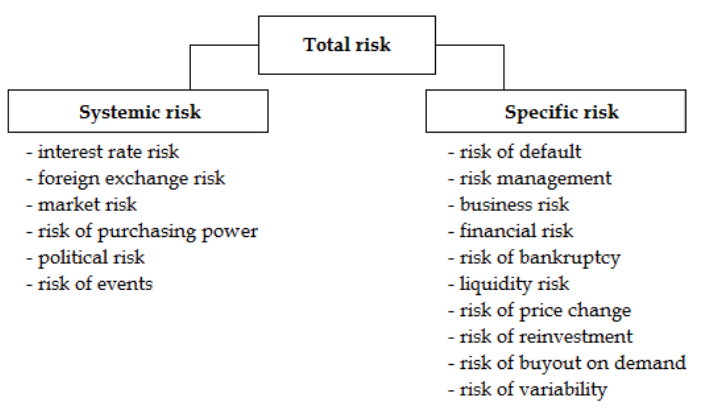 Total risk
Systemic risk
- interest rate risk
- foreign exchange risk
- market risk
- risk of purchasing power
- political risk
- risk of events
Specific risk
- risk of default
- risk management
- business risk
- financial risk
- risk of bankruptcy
- liquidity risk
- risk of price change
- risk of reinvestment
- risk of buyout on demand
- risk of variability